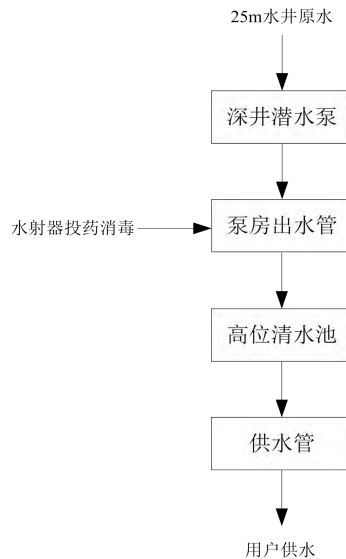 25m水井原水
深井潜水泵
水射器投药消毒
泵房出水管
高位清水池
供水管
用户供水